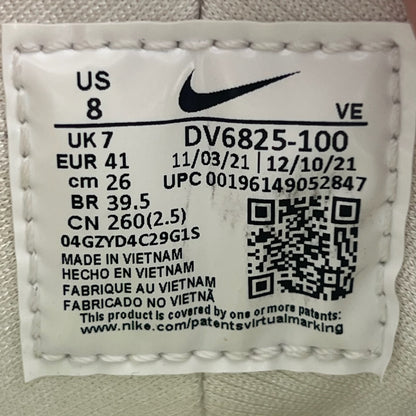 US
8
VE
UK 7
DV6825-100
EUR 41
11/03/21 | 12/10/21
cm 26
UPC 00196149052847
BR 39.5
CN 260(2.5)
04GZYD4C29G1S
MADE IN VIETNAM
HECHO EN VIETNAM
FABRIQUE AU VIETNAM
FABRICADO NO VIETNÃ
This product is covered by one or more patents:
www.nike.com/patentsvirtualmarking